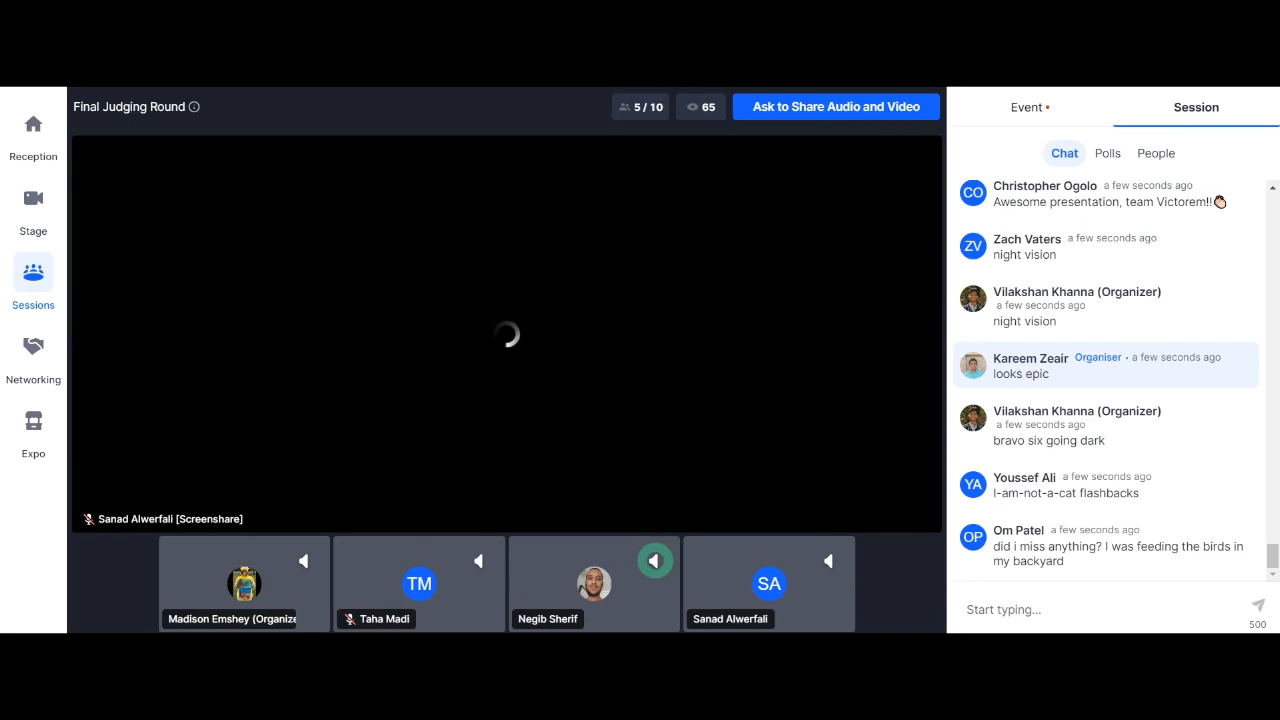 Reception
Stage
Sessions
Networking
Expo
Final Judging Round
5 / 10
65
Ask to Share Audio and Video
Sanad Alwerfali [Screenshare]
Madison Emshey (Organize
TM
Taha Madi
Negib Sherif
SA
Sanad Alwerfali
Event
Session
Chat
Polls
People
CO
Christopher Ogolo a few seconds ago
Awesome presentation, team Victorem!!👏🏻
ZV
Zach Vaters a few seconds ago
night vision
Vilakshan Khanna (Organizer)
a few seconds ago
night vision
Kareem Zeair Organiser • a few seconds ago
looks epic
Vilakshan Khanna (Organizer)
a few seconds ago
bravo six going dark
YA
Youssef Ali a few seconds ago
I-am-not-a-cat flashbacks
OP
Om Patel a few seconds ago
did i miss anything? I was feeding the birds in
my backyard
Start typing...
500